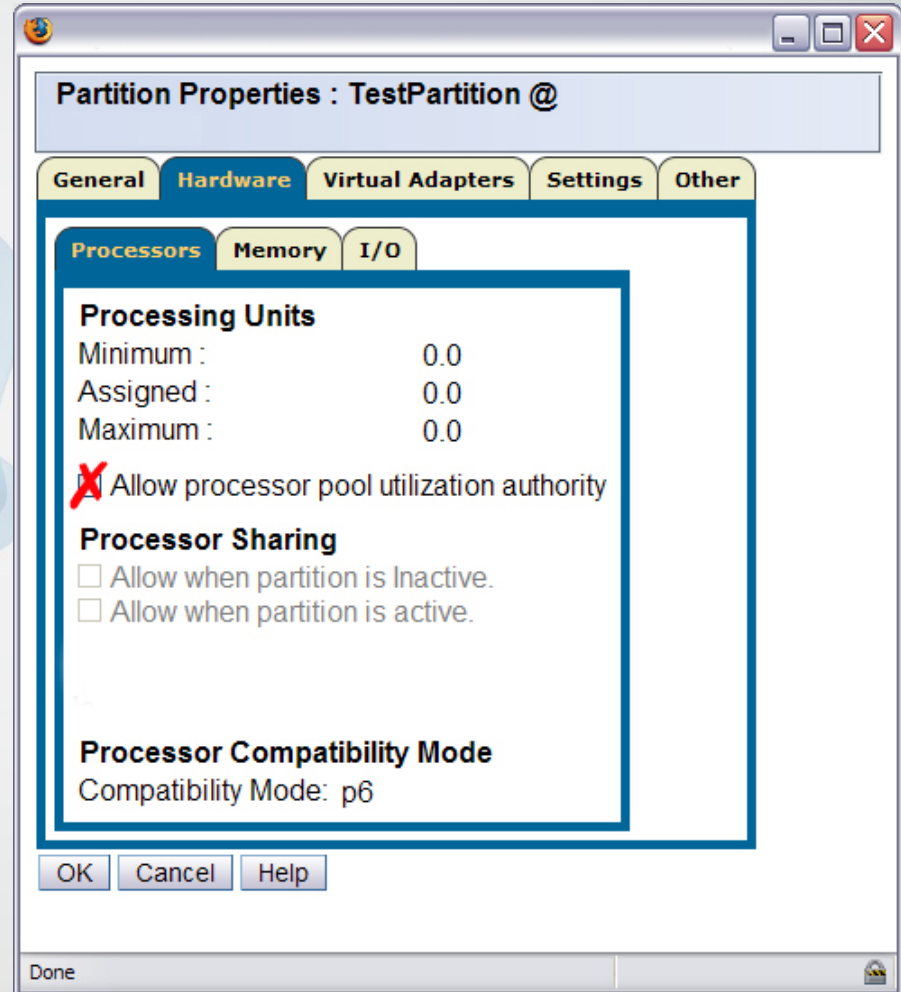 Partition Properties : TestPartition @
General Hardware Virtual Adapters Settings Other
Processors Memory I/O
Processing Units
Minimum : 0.0
Assigned : 0.0
Maximum : 0.0
Allow processor pool utilization authority
Processor Sharing
Allow when partition is Inactive.
Allow when partition is active.
Processor Compatibility Mode
Compatibility Mode: p6
OK Cancel Help
Done